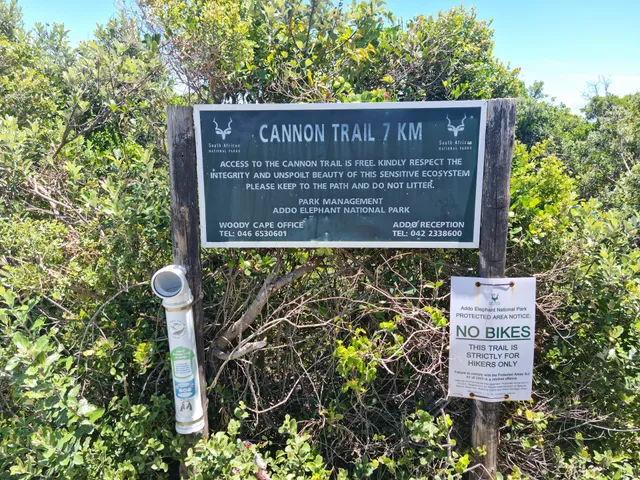 CANNON TRAIL 7 KM
South African
NATIONAL PARKS
South African
NATIONAL PARKS
ACCESS TO THE CANNON TRAIL IS FREE. KINDLY RESPECT THE
INTEGRITY AND UNSPOILT BEAUTY OF THIS SENSITIVE ECOSYSTEM
PLEASE KEEP TO THE PATH AND DO NOT LITTER.
PARK MANAGEMENT
ADDO ELEPHANT NATIONAL PARK
WOODY CAPE OFFICE
TEL: 046 6530601
ADDO RECEPTION
TEL: 042 2338600
Addo Elephant National Park
PROTECTED AREA NOTICE:
NO BIKES
THIS TRAIL IS
STRICTLY FOR
HIKERS ONLY